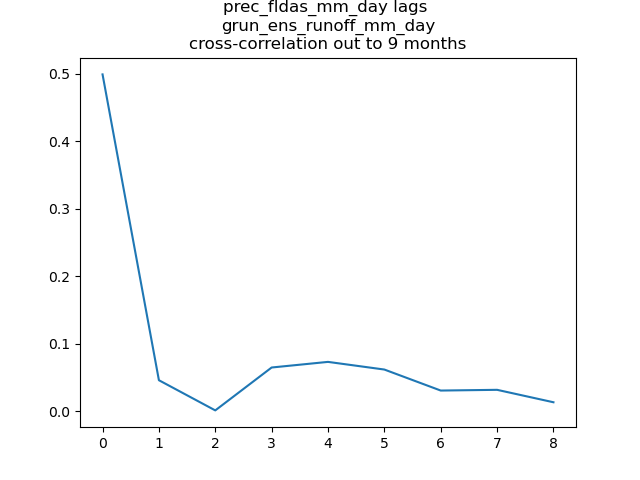 prec_fldas_mm_day lags
grun_ens_runoff_mm_day
cross-correlation out to 9 months
0.5
0.4
0.3
0.2
0.1
0.0
0 1 2 3 4 5 6 7 8